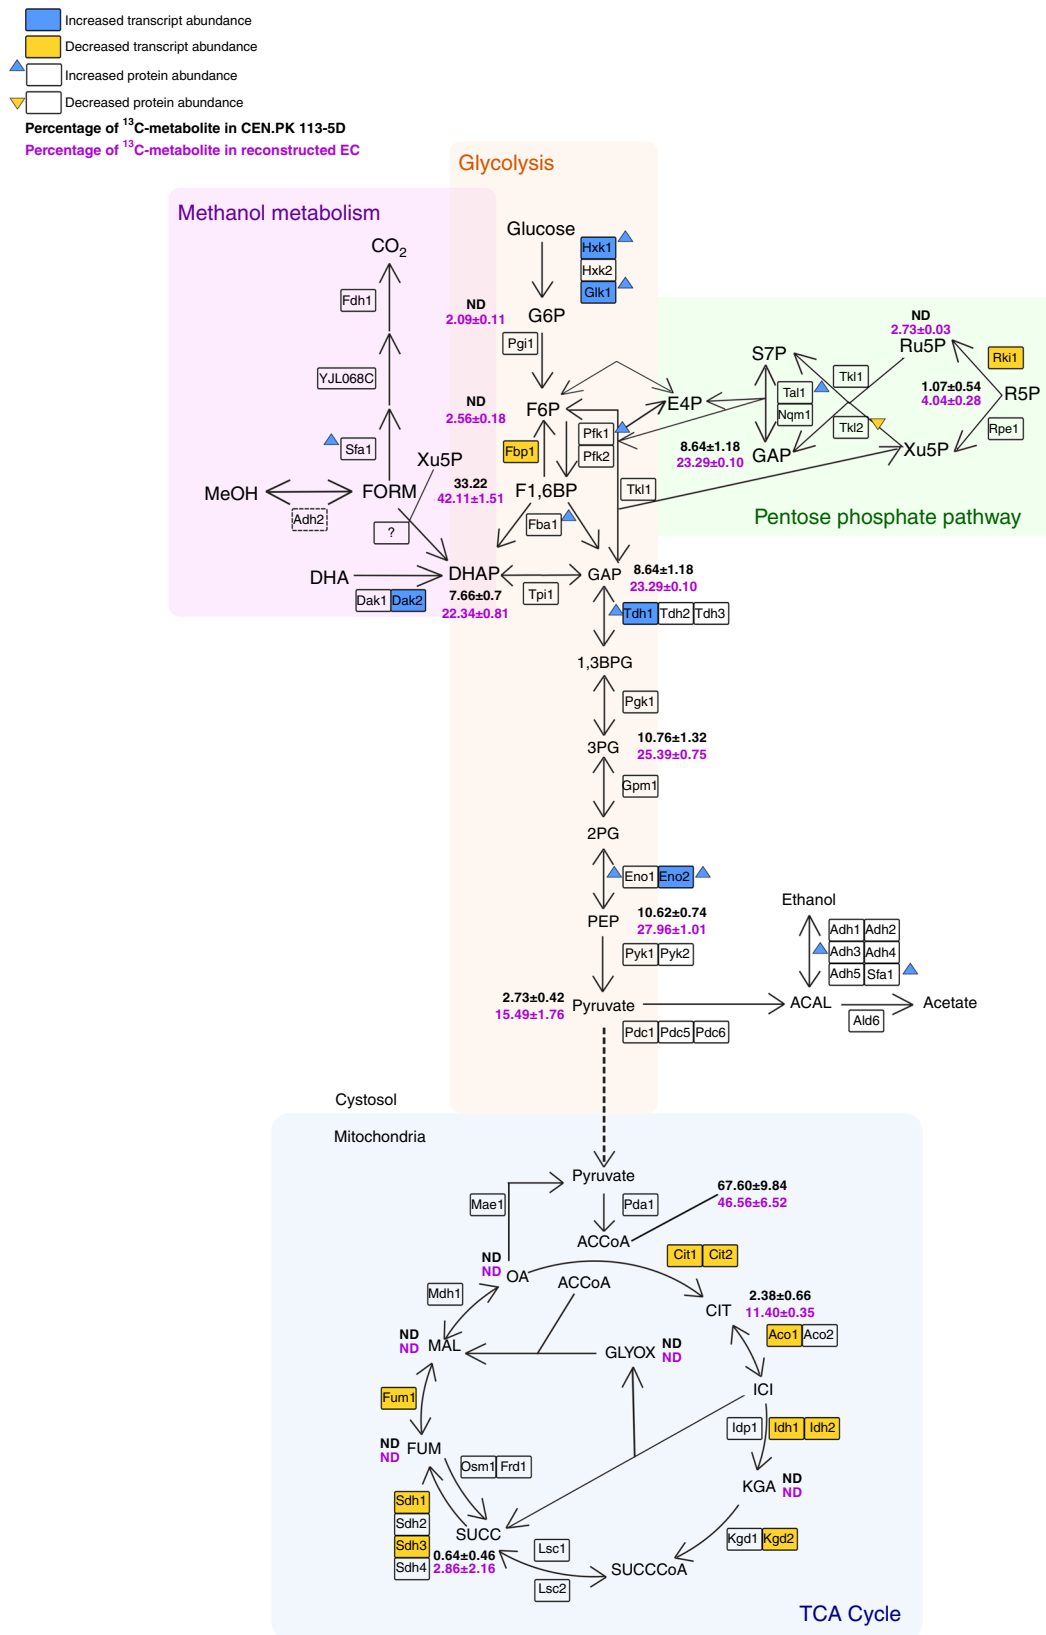 Increased transcript abundance
Decreased transcript abundance
Increased protein abundance
Decreased protein abundance
Percentage of ¹³C-metabolite in CEN.PK 113-5D
Percentage of ¹³C-metabolite in reconstructed EC
Glycolysis
Methanol metabolism
CO₂
Fdh1
YJL068C
Sfa1
Xu5P
MeOH
FORM
Adh2
?
DHA
DHAP
Dak1 Dak2
7.66±0.7
22.34±0.81
Glucose
Hxk1
Hxk2
Glk1
ND
2.09±0.11
G6P
Pgi1
ND
2.56±0.18
F6P
Fbp1
Pfk1
Pfk2
33.22
42.11±1.51
F1,6BP
Fba1
Tkl1
Tpi1
GAP
8.64±1.18
23.29±0.10
E4P
S7P
Tal1
Nqm1
Tkl1
Tkl2
8.64±1.18
23.29±0.10
GAP
ND
2.73±0.03
Ru5P
Rki1
1.07±0.54
4.04±0.28
R5P
Rpe1
Xu5P
Pentose phosphate pathway
Tdh1 Tdh2 Tdh3
1,3BPG
Pgk1
3PG
10.76±1.32
25.39±0.75
Gpm1
2PG
Eno1 Eno2
PEP
10.62±0.74
27.96±1.01
Pyk1 Pyk2
2.73±0.42
15.49±1.76
Pyruvate
Pdc1 Pdc5 Pdc6
Ethanol
Adh1 Adh2
Adh3 Adh4
Adh5 Sfa1
ACAL
Ald6
Acetate
Cystosol
Mitochondria
Pyruvate
Mae1
Pda1
67.60±9.84
46.56±6.52
ACCoA
Cit1 Cit2
ND
ND
OA
ACCoA
Mdh1
CIT
2.38±0.66
11.40±0.35
Aco1 Aco2
ND
ND
MAL
GLYOX
ND
ND
ICI
Fum1
Idp1 Idh1 Idh2
ND
ND
FUM
Osm1 Frd1
KGA
ND
ND
Sdh1
Sdh2
Sdh3
Sdh4
SUCC
0.64±0.46
2.86±2.16
Lsc1
Lsc2
Kgd1 Kgd2
SUCCCoA
TCA Cycle